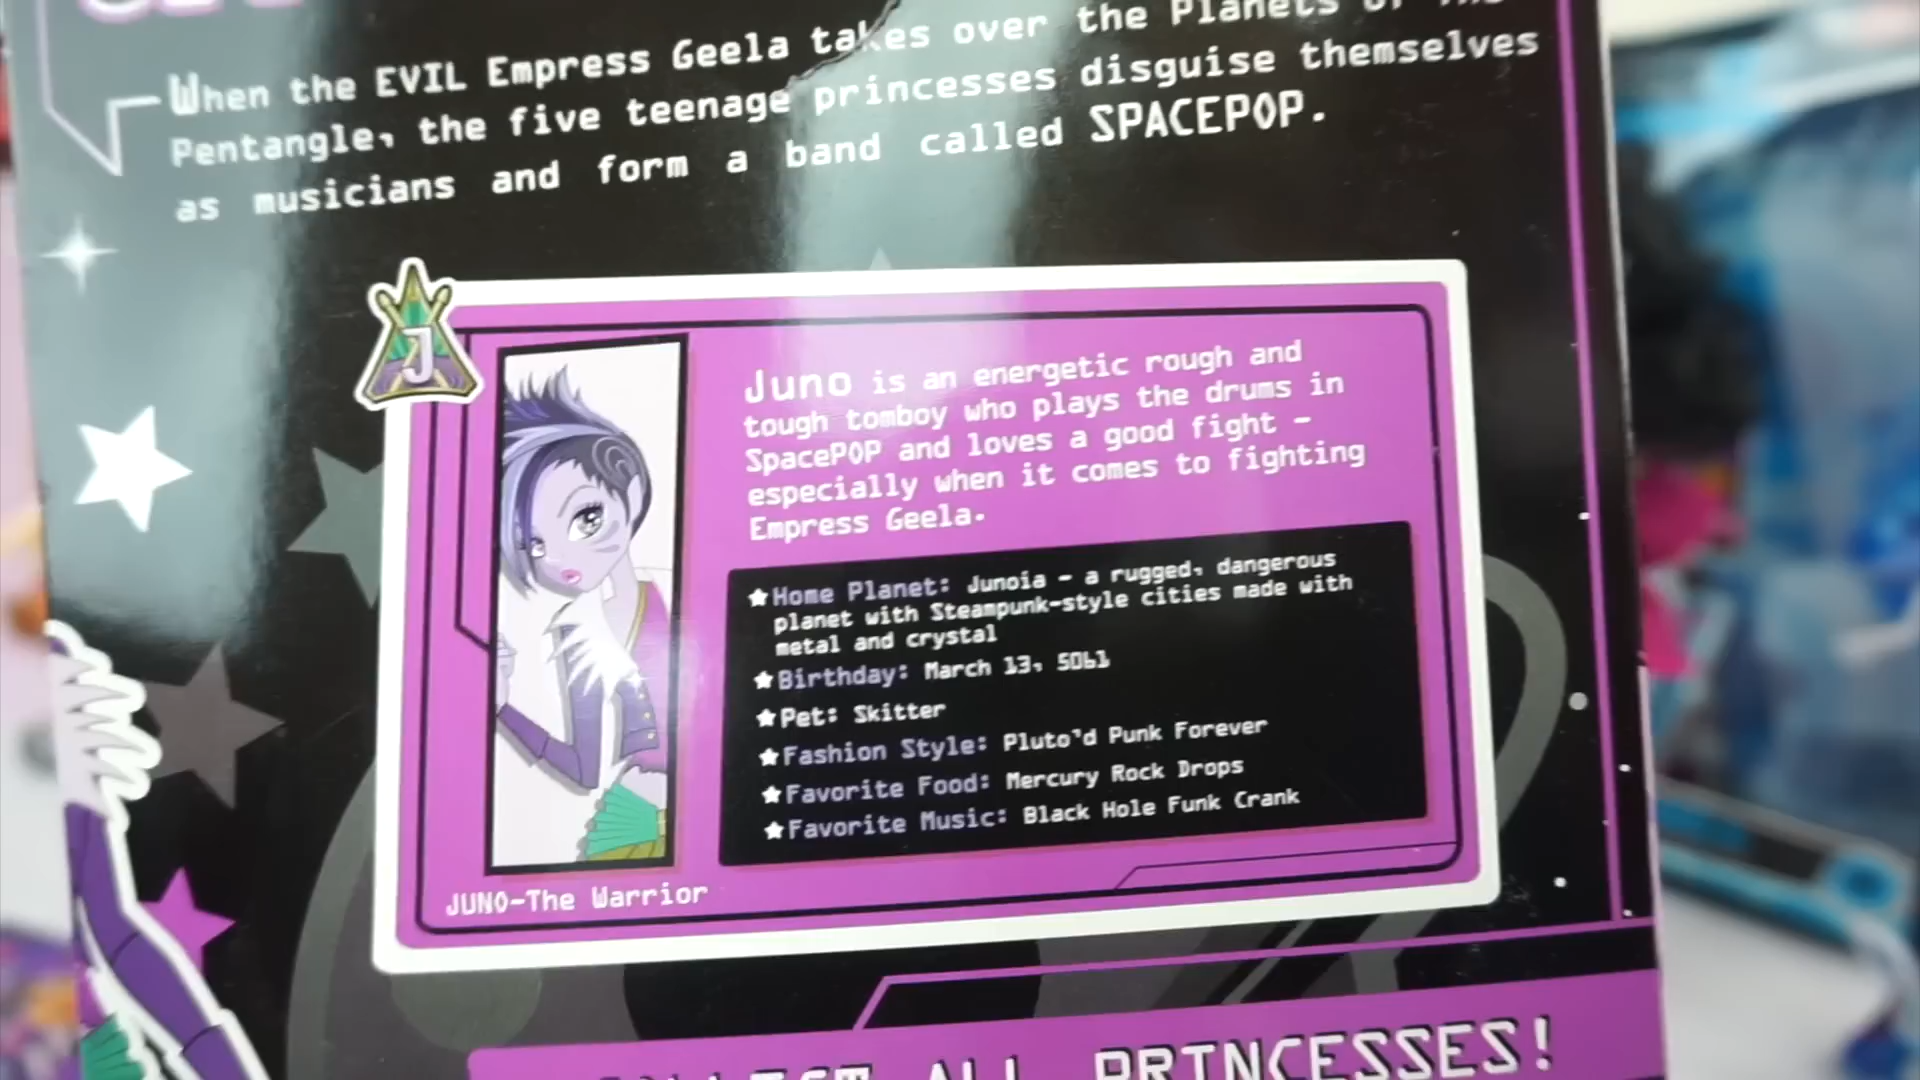 When the EVIL Empress Geela takes over the Planets of the
Pentangle, the five teenage princesses disguise themselves
as musicians and form a band called SPACEPOP.
J
Juno is an energetic rough and
tough tomboy who plays the drums in
SpacePOP and loves a good fight -
especially when it comes to fighting
Empress Geela.
Home Planet: Junoia - a rugged, dangerous
planet with Steampunk-style cities made with
metal and crystal
Birthday: March 13, 5061
Pet: Skitter
Fashion Style: Pluto'd Punk Forever
Favorite Food: Mercury Rock Drops
Favorite Music: Black Hole Funk Crank
JUNO-The Warrior
ALL PRINCESSES!